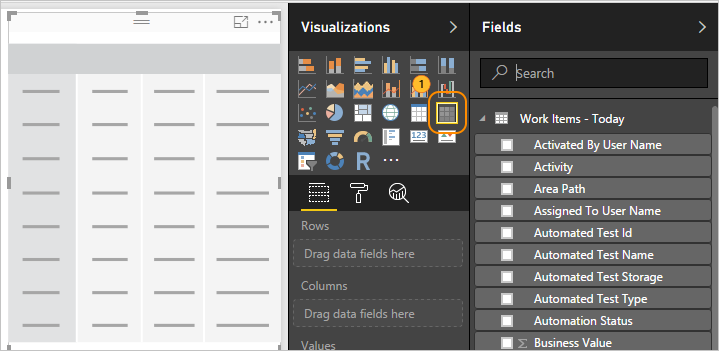 Visualizations
1
R
123
Rows
Drag data fields here
Columns
Drag data fields here
Values
Fields
Search
Work Items - Today
Activated By User Name
Activity
Area Path
Assigned To User Name
Automated Test Id
Automated Test Name
Automated Test Storage
Automated Test Type
Automation Status
Σ Business Value